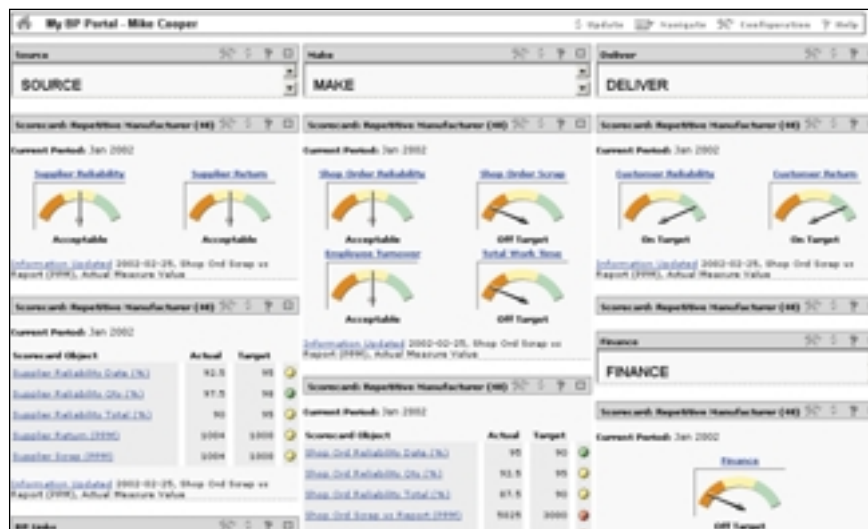 My BP Portal - Mike Cooper
Update Navigate Configuration ? Help
Source
SOURCE
Scorecard: Repetitive Manufacturer (40)
Current Period: Jan 2002
Supplier Reliability Supplier Return
Acceptable Acceptable
Information Updated 2002-02-25, Shop Ord Scrap vs
Report (PPM), Actual Measure Value
Scorecard: Repetitive Manufacturer (40)
Current Period: Jan 2002
Scorecard Object Actual Target
Supplier Reliability Date (%) 92.5 95
Supplier Reliability Qty (%) 97.5 98
Supplier Reliability Total (%) 90 95
Supplier Return (PPM) 1004 1000
Supplier Scrap (PPM) 1004 1000
Information Updated 2002-02-25, Shop Ord Scrap vs
Report (PPM), Actual Measure Value
BP Links
Make
MAKE
Scorecard: Repetitive Manufacturer (40)
Current Period: Jan 2002
Shop Order Reliability Shop Order Scrap
Acceptable Off Target
Employee Turnover Total Work Time
Acceptable Off Target
Information Updated 2002-02-25, Shop Ord Scrap vs
Report (PPM), Actual Measure Value
Scorecard: Repetitive Manufacturer (40)
Current Period: Jan 2002
Scorecard Object Actual Target
Shop Ord Reliability Date (%) 95 90
Shop Ord Reliability Qty (%) 92.5 95
Shop Ord Reliability Total (%) 87.5 90
Shop Ord Scrap vs Report (PPM) 5025 3000
Deliver
DELIVER
Scorecard: Repetitive Manufacturer (40)
Current Period: Jan 2002
Customer Reliability Customer Return
On Target On Target
Information Updated 2002-02-25, Shop Ord Scrap vs
Report (PPM), Actual Measure Value
Scorecard: Repetitive Manufacturer (40)
Finance
FINANCE
Scorecard: Repetitive Manufacturer (40)
Current Period: Jan 2002
Finance
Off Target